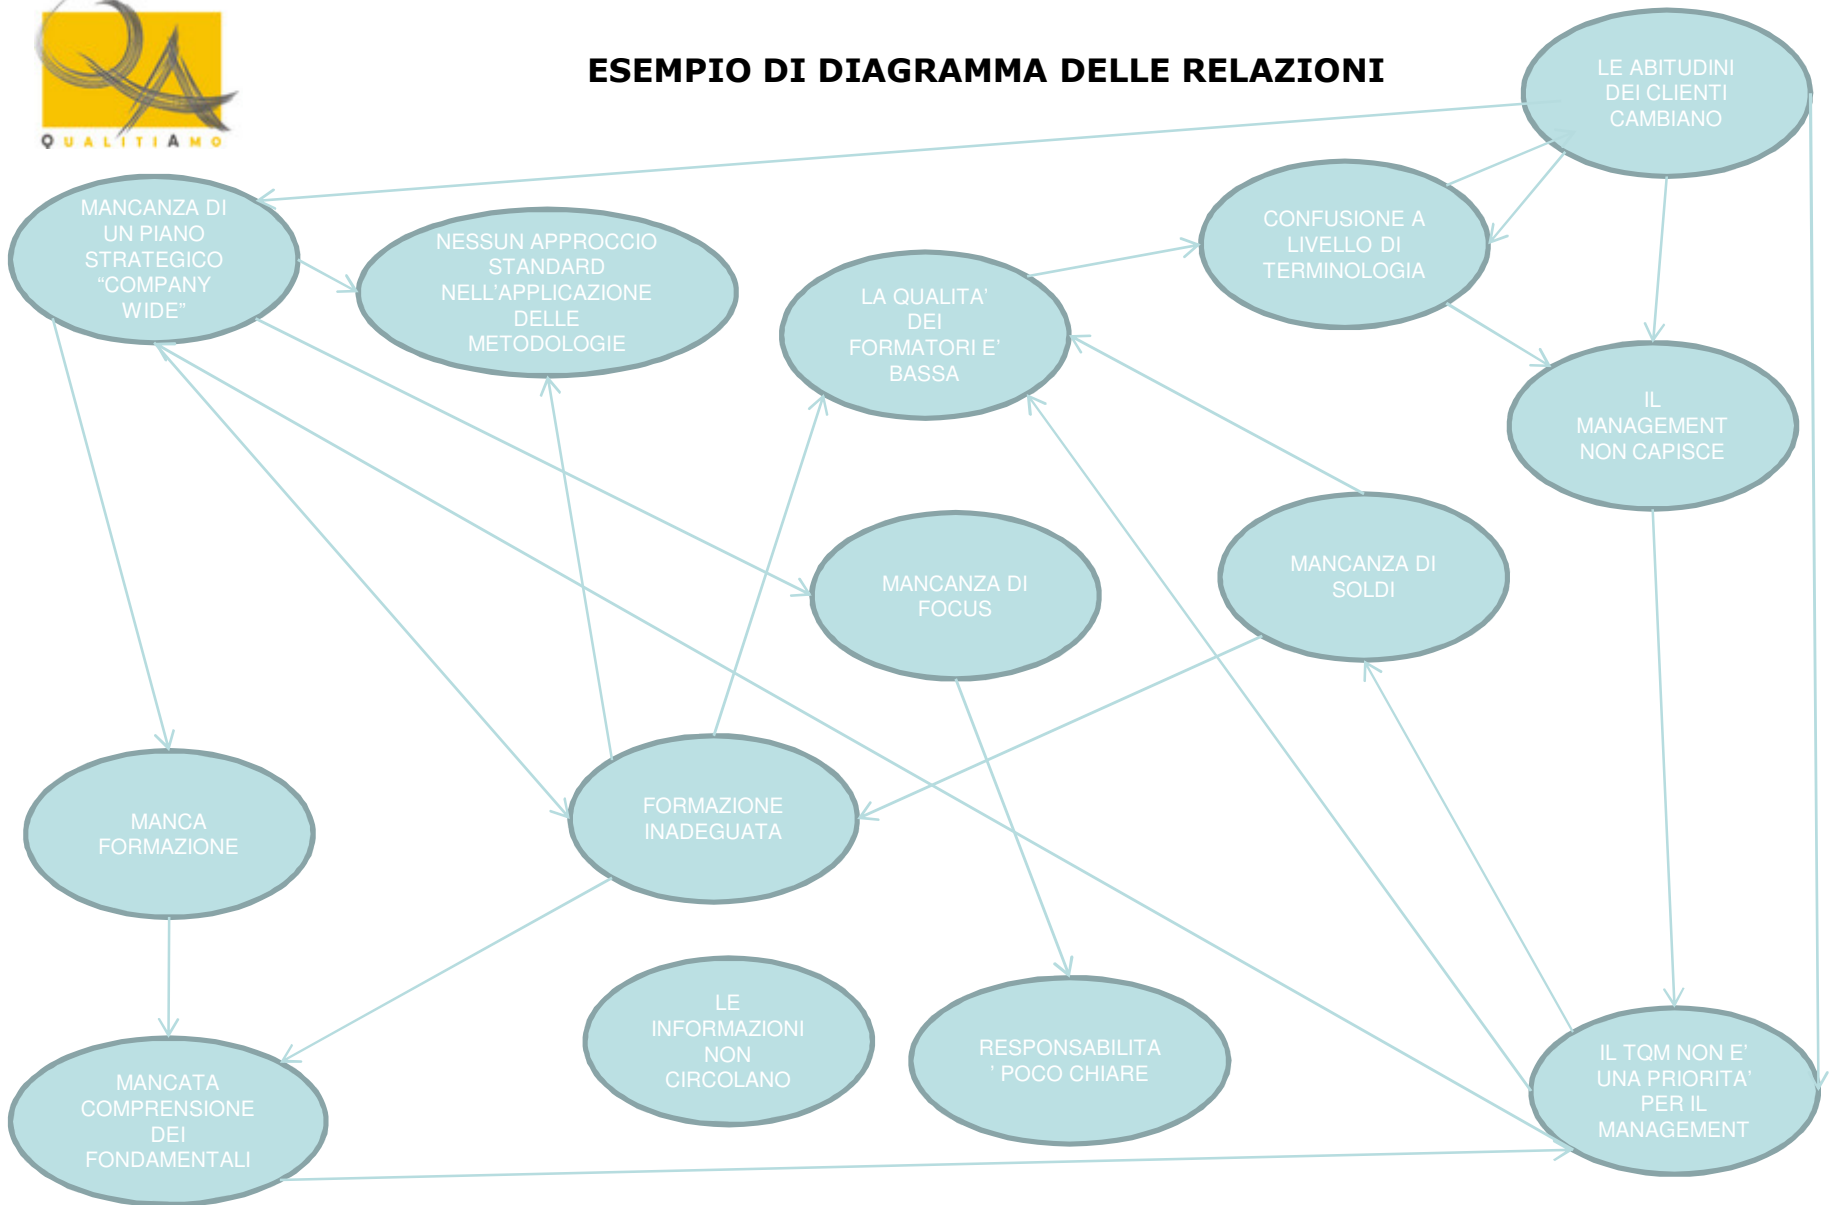 QUALITIAMO
ESEMPIO DI DIAGRAMMA DELLE RELAZIONI
LE ABITUDINI
DEI CLIENTI
CAMBIANO
MANCANZA DI
UN PIANO
STRATEGICO
“COMPANY
WIDE”
NESSUN APPROCCIO
STANDARD
NELL’APPLICAZIONE
DELLE
METODOLOGIE
LA QUALITA’
DEI
FORMATORI E’
BASSA
CONFUSIONE A
LIVELLO DI
TERMINOLOGIA
IL
MANAGEMENT
NON CAPISCE
MANCANZA DI
FOCUS
MANCANZA DI
SOLDI
MANCA
FORMAZIONE
FORMAZIONE
INADEGUATA
MANCATA
COMPRENSIONE
DEI
FONDAMENTALI
LE
INFORMAZIONI
NON
CIRCOLANO
RESPONSABILITA
’ POCO CHIARE
IL TQM NON E’
UNA PRIORITA’
PER IL
MANAGEMENT